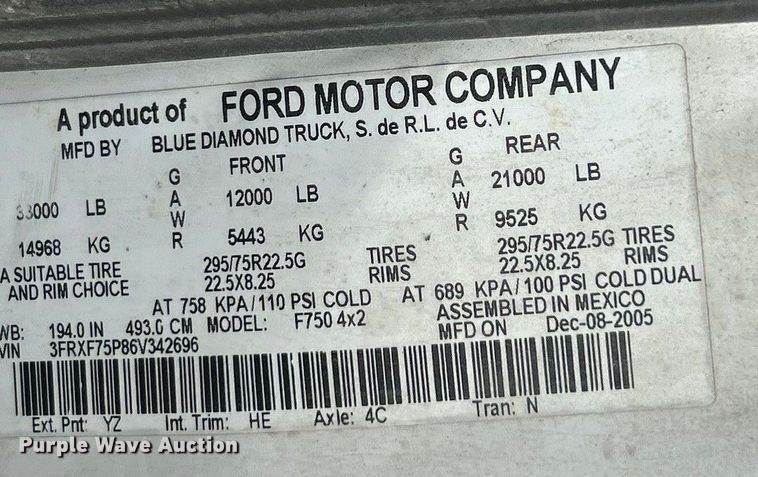 A product of FORD MOTOR COMPANY
MFD BY BLUE DIAMOND TRUCK, S. de R.L. de C.V.
G FRONT G REAR
33000 LB A 12000 LB A 21000 LB
W W
14968 KG R 5443 KG R 9525 KG
A SUITABLE TIRE 295/75R22.5G TIRES 295/75R22.5G TIRES
AND RIM CHOICE 22.5X8.25 RIMS 22.5X8.25 RIMS
AT 758 KPA/110 PSI COLD AT 689 KPA/100 PSI COLD DUAL
WB: 194.0 IN 493.0 CM MODEL: F750 4x2 ASSEMBLED IN MEXICO
VIN 3FRXF75P86V342696 MFD ON Dec-08-2005
Ext. Pnt: YZ Int. Trim: HE Axle: 4C Tran: N
Purple Wave Auction